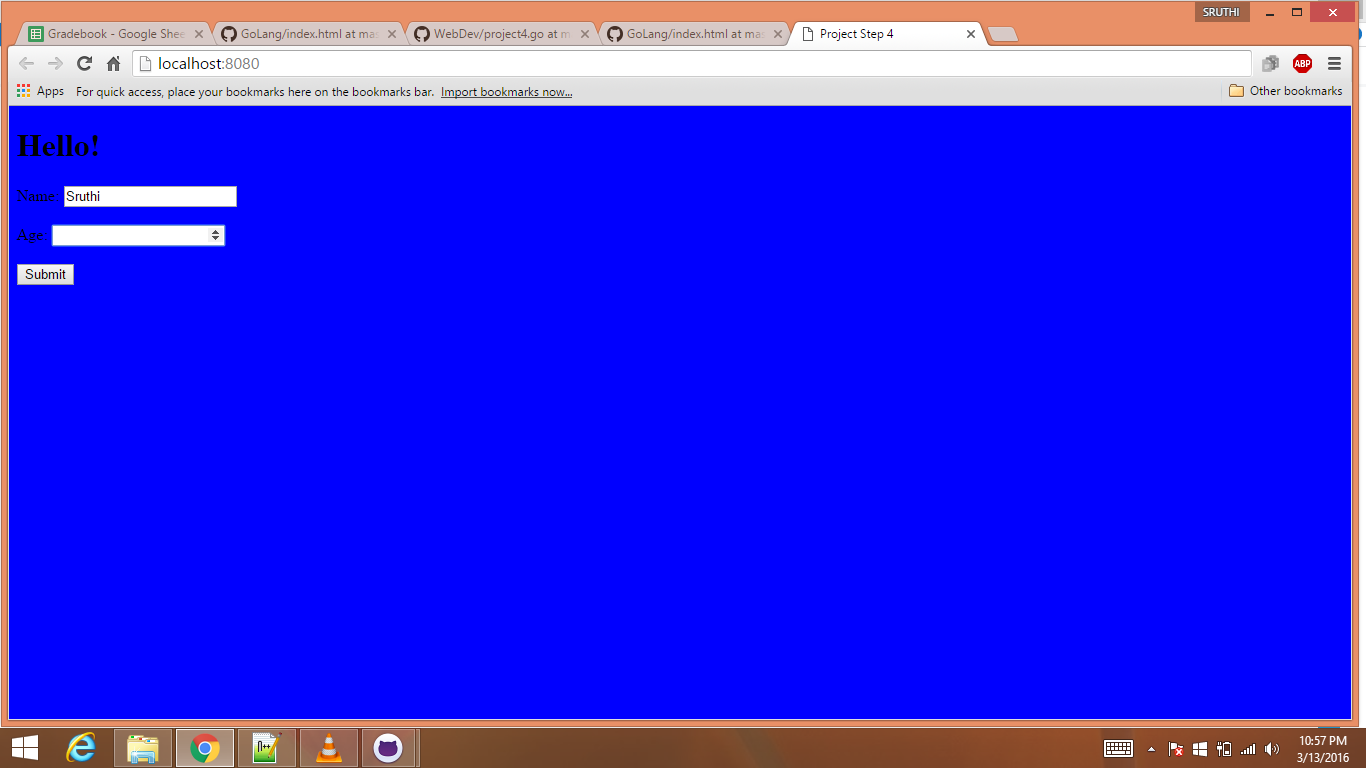 SRUTHI
Gradebook - Google Shee
GoLang/index.html at mas
WebDev/project4.go at m
GoLang/index.html at mas
Project Step 4
localhost:8080
ABP
Apps For quick access, place your bookmarks here on the bookmarks bar. Import bookmarks now... Other bookmarks
Hello!
Name: Sruthi
Age:
Submit
10:57 PM
3/13/2016